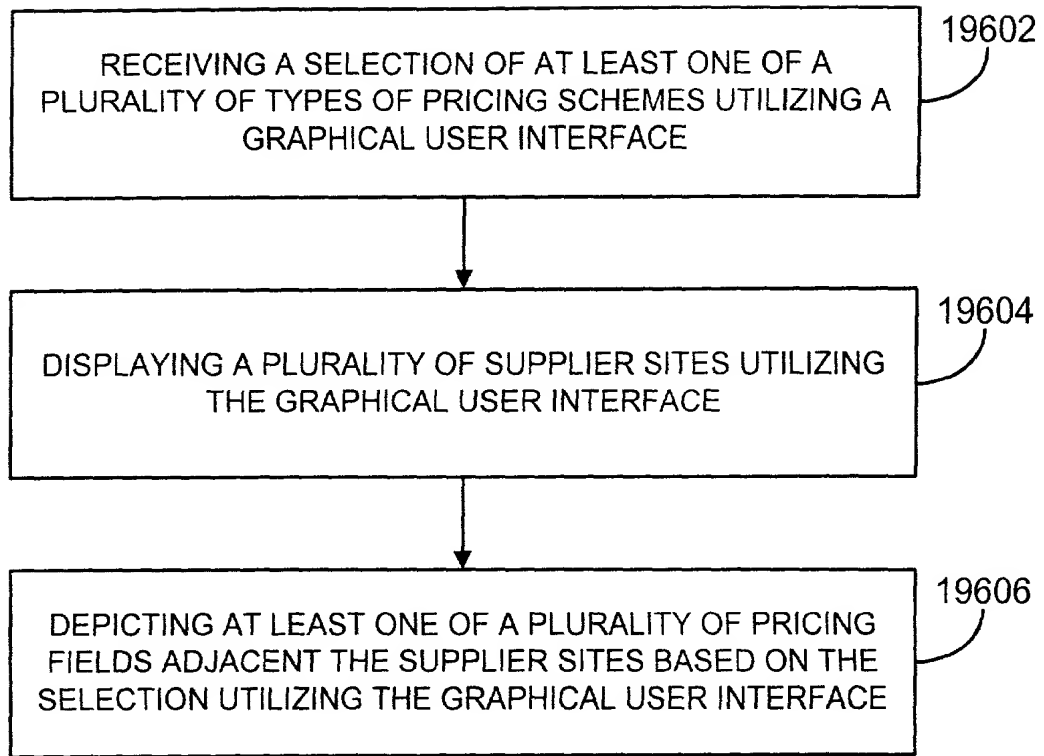 19602
RECEIVING A SELECTION OF AT LEAST ONE OF A
PLURALITY OF TYPES OF PRICING SCHEMES UTILIZING A
GRAPHICAL USER INTERFACE
19604
DISPLAYING A PLURALITY OF SUPPLIER SITES UTILIZING
THE GRAPHICAL USER INTERFACE
19606
DEPICTING AT LEAST ONE OF A PLURALITY OF PRICING
FIELDS ADJACENT THE SUPPLIER SITES BASED ON THE
SELECTION UTILIZING THE GRAPHICAL USER INTERFACE